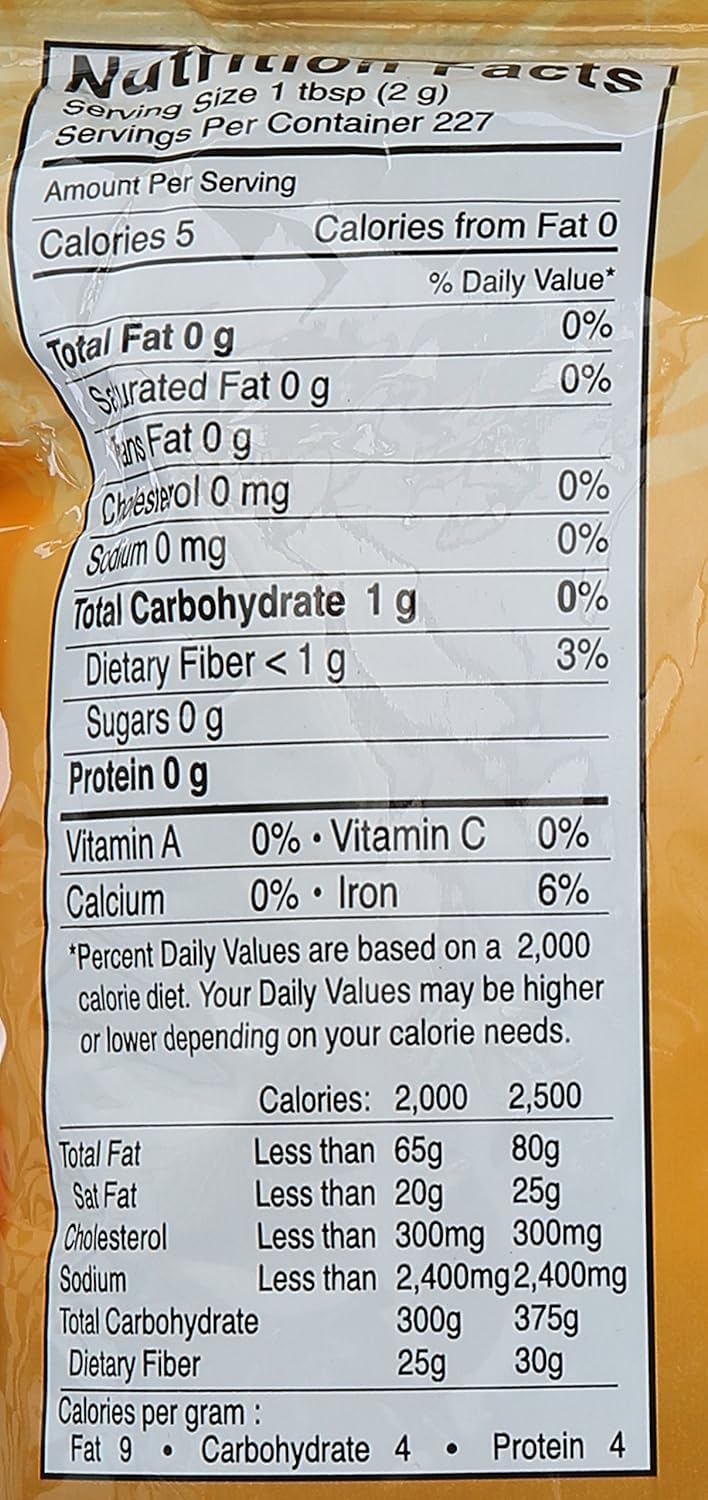 Nutrition Facts
Serving Size 1 tbsp (2 g)
Servings Per Container 227
Amount Per Serving
Calories 5 Calories from Fat 0
% Daily Value*
Total Fat 0 g 0%
Saturated Fat 0 g 0%
Trans Fat 0 g
Cholesterol 0 mg 0%
Sodium 0 mg 0%
Total Carbohydrate 1 g 0%
Dietary Fiber < 1 g 3%
Sugars 0 g
Protein 0 g
Vitamin A 0% • Vitamin C 0%
Calcium 0% • Iron 6%
*Percent Daily Values are based on a 2,000
calorie diet. Your Daily Values may be higher
or lower depending on your calorie needs.
Calories: 2,000 2,500
Total Fat Less than 65g 80g
Sat Fat Less than 20g 25g
Cholesterol Less than 300mg 300mg
Sodium Less than 2,400mg 2,400mg
Total Carbohydrate 300g 375g
Dietary Fiber 25g 30g
Calories per gram :
Fat 9 • Carbohydrate 4 • Protein 4